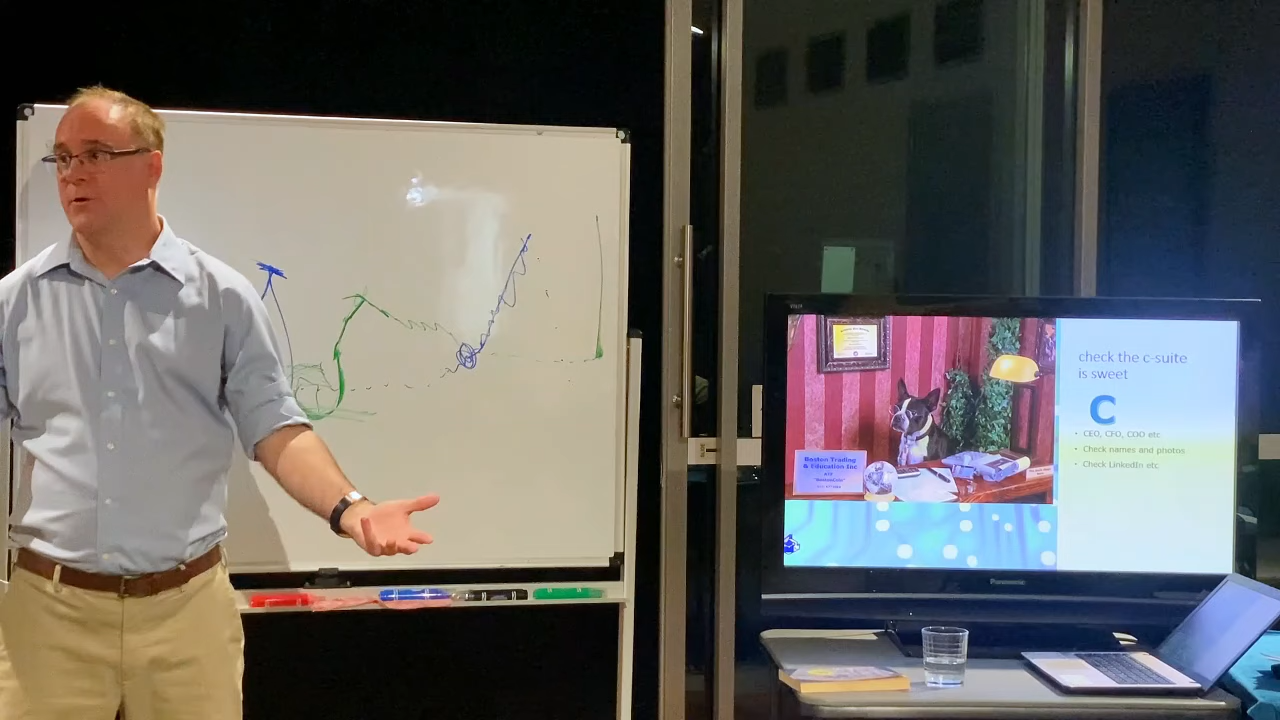 check the c-suite
is sweet
C
• CEO, CFO, COO etc
• Check names and photos
• Check LinkedIn etc
Boston Trading
& Education Inc
Panasonic